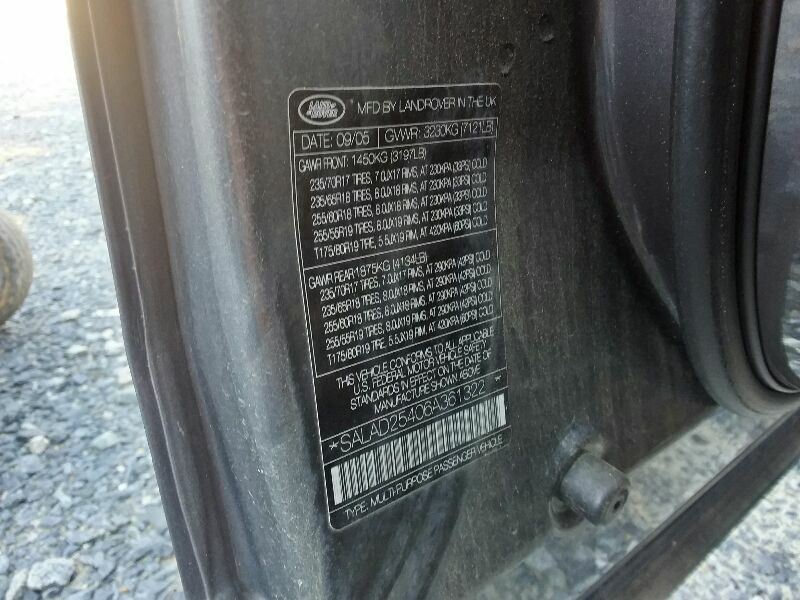 LAND ROVER
MFD BY LANDROVER IN THE UK
DATE: 09/05 GVWR: 3230KG (7121LB)
GAWR FRONT: 1450KG (3197LB)
235/70R17 TIRES, 7.0JX17 RIMS, AT 230KPA (33PSI) COLD
235/65R18 TIRES, 8.0JX18 RIMS, AT 230KPA (33PSI) COLD
255/60R18 TIRES, 8.0JX18 RIMS, AT 230KPA (33PSI) COLD
255/55R19 TIRES, 8.0JX19 RIMS, AT 230KPA (33PSI) COLD
T175/80R19 TIRE, 5.5JX19 RIM, AT 420KPA (60PSI) COLD
GAWR REAR1875KG (4134LB)
235/70R17 TIRES, 7.0JX17 RIMS, AT 290KPA (42PSI) COLD
235/65R18 TIRES, 8.0JX18 RIMS, AT 290KPA (42PSI) COLD
255/60R18 TIRES, 8.0JX18 RIMS, AT 290KPA (42PSI) COLD
255/55R19 TIRES, 8.0JX19 RIMS, AT 290KPA (42PSI) COLD
T175/80R19 TIRE, 5.5JX19 RIM, AT 420KPA (60PSI) COLD
THIS VEHICLE CONFORMS TO ALL APPLICABLE
U.S. FEDERAL MOTOR VEHICLE SAFETY
STANDARDS IN EFFECT ON THE DATE OF
MANUFACTURE SHOWN ABOVE
*SALAD25406A361322*
TYPE: MULTI-PURPOSE PASSENGER VEHICLE